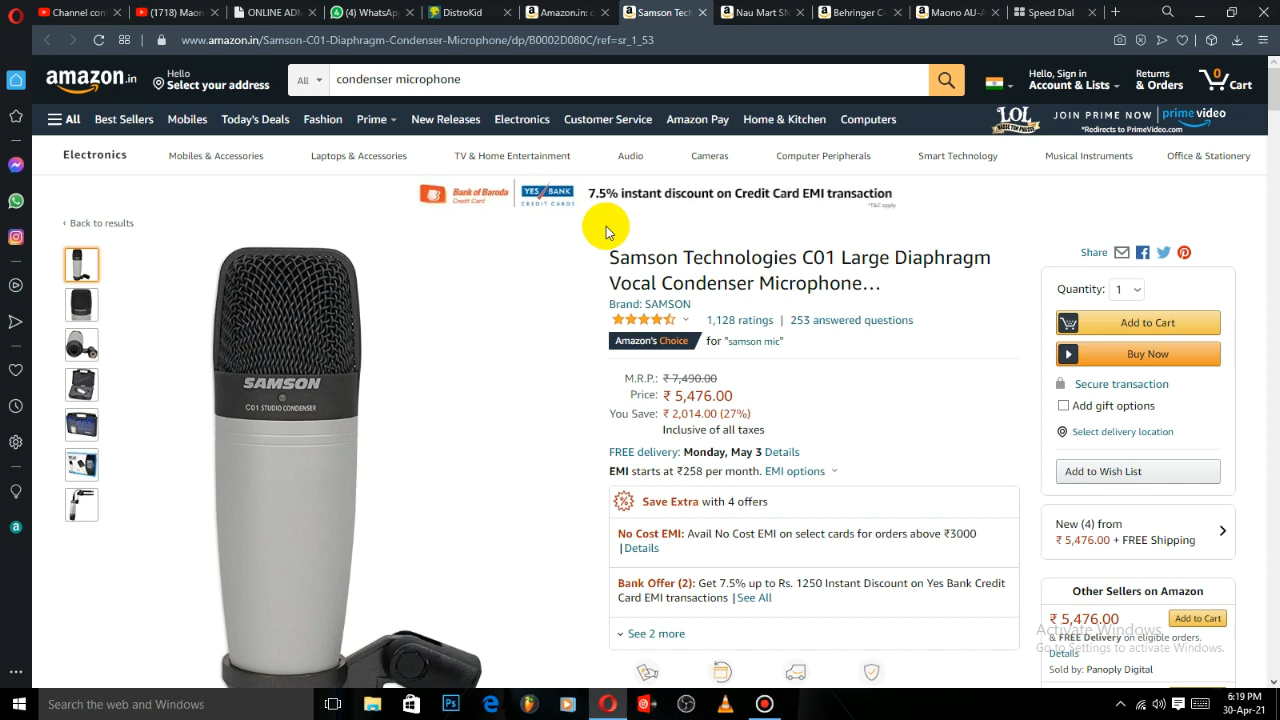 Channel cont
(1718) Maon
ONLINE ADM
(4) WhatsApp
DistroKid
Amazon.in: c
Samson Tech
Nau Mart SN
Behringer C-
Maono AU-A
Speed Dial
www.amazon.in/Samson-C01-Diaphragm-Condenser-Microphone/dp/B0002D080C/ref=sr_1_53
amazon.in
Hello
Select your address
All
condenser microphone
Hello, Sign in
Account & Lists
Returns
& Orders
0
Cart
All
Best Sellers
Mobiles
Today's Deals
Fashion
Prime
New Releases
Electronics
Customer Service
Amazon Pay
Home & Kitchen
Computers
LOL
JOIN PRIME NOW
prime video
*Redirects to PrimeVideo.com
Electronics
Mobiles & Accessories
Laptops & Accessories
TV & Home Entertainment
Audio
Cameras
Computer Peripherals
Smart Technology
Musical Instruments
Office & Stationery
Bank of Baroda
Credit Card
YES BANK
CREDIT CARDS
7.5% instant discount on Credit Card EMI transaction
*T&C apply
‹ Back to results
SAMSON
C01 STUDIO CONDENSER
Samson Technologies C01 Large Diaphragm
Vocal Condenser Microphone...
Brand: SAMSON
1,128 ratings | 253 answered questions
Amazon's Choice for "samson mic"
M.R.P.: ₹ 7,490.00
Price: ₹ 5,476.00
You Save: ₹ 2,014.00 (27%)
Inclusive of all taxes
FREE delivery: Monday, May 3 Details
EMI starts at ₹258 per month. EMI options
Save Extra with 4 offers
No Cost EMI: Avail No Cost EMI on select cards for orders above ₹3000
|Details
Bank Offer (2): Get 7.5% up to Rs. 1250 Instant Discount on Yes Bank Credit
Card EMI transactions |See All
See 2 more
Share
Quantity: 1
Add to Cart
Buy Now
Secure transaction
Add gift options
Select delivery location
Add to Wish List
New (4) from
₹ 5,476.00 + FREE Shipping
Other Sellers on Amazon
₹ 5,476.00
Add to Cart
& FREE Delivery on eligible orders.
Details
Sold by: Panoply Digital
Activate Windows
Go to Settings to activate Windows.
Search the web and Windows
6:19 PM
30-Apr-21